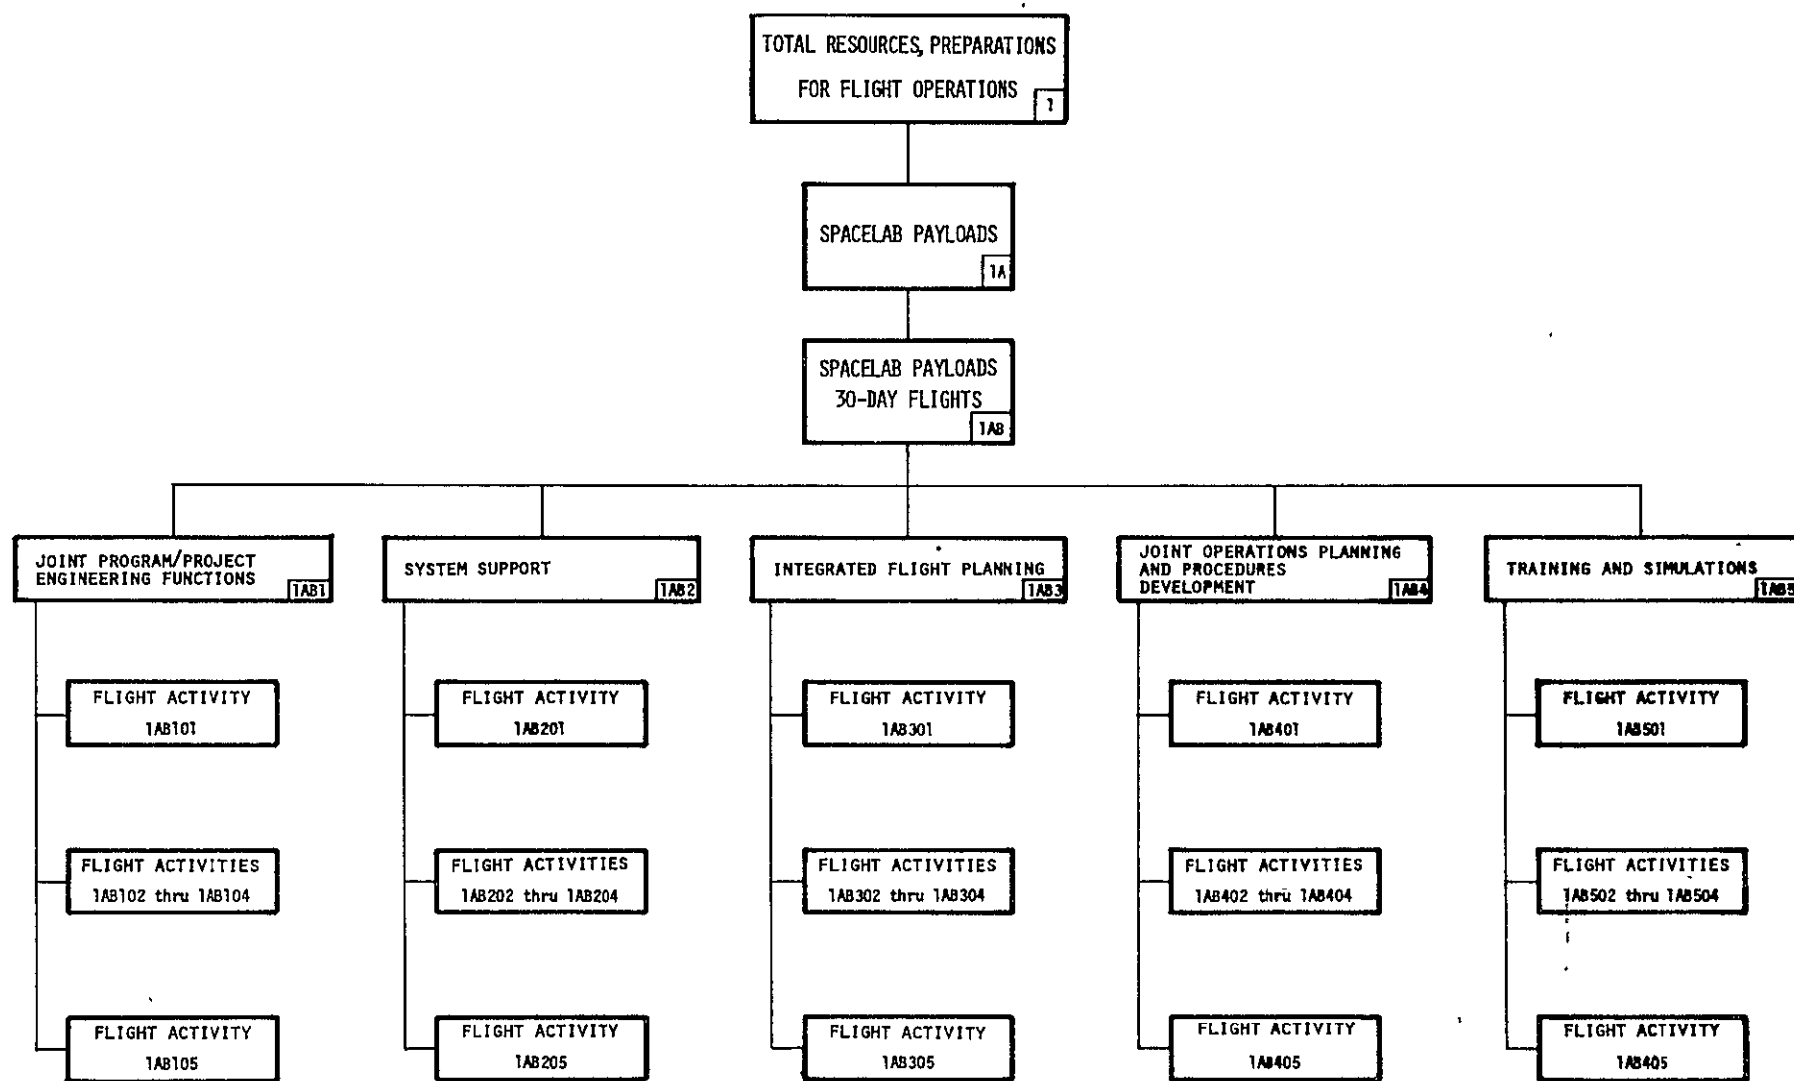 TOTAL RESOURCES, PREPARATIONS
FOR FLIGHT OPERATIONS
1
SPACELAB PAYLOADS
1A
SPACELAB PAYLOADS
30-DAY FLIGHTS
1AB
JOINT PROGRAM/PROJECT
ENGINEERING FUNCTIONS
1AB1
SYSTEM SUPPORT
1AB2
INTEGRATED FLIGHT PLANNING
1AB3
JOINT OPERATIONS PLANNING
AND PROCEDURES
DEVELOPMENT
1AB4
TRAINING AND SIMULATIONS
1AB5
FLIGHT ACTIVITY
1AB101
FLIGHT ACTIVITY
1AB201
FLIGHT ACTIVITY
1AB301
FLIGHT ACTIVITY
1AB401
FLIGHT ACTIVITY
1AB501
FLIGHT ACTIVITIES
1AB102 thru 1AB104
FLIGHT ACTIVITIES
1AB202 thru 1AB204
FLIGHT ACTIVITIES
1AB302 thru 1AB304
FLIGHT ACTIVITIES
1AB402 thru 1AB404
FLIGHT ACTIVITIES
1AB502 thru 1AB504
FLIGHT ACTIVITY
1AB105
FLIGHT ACTIVITY
1AB205
FLIGHT ACTIVITY
1AB305
FLIGHT ACTIVITY
1AB405
FLIGHT ACTIVITY
1AB405